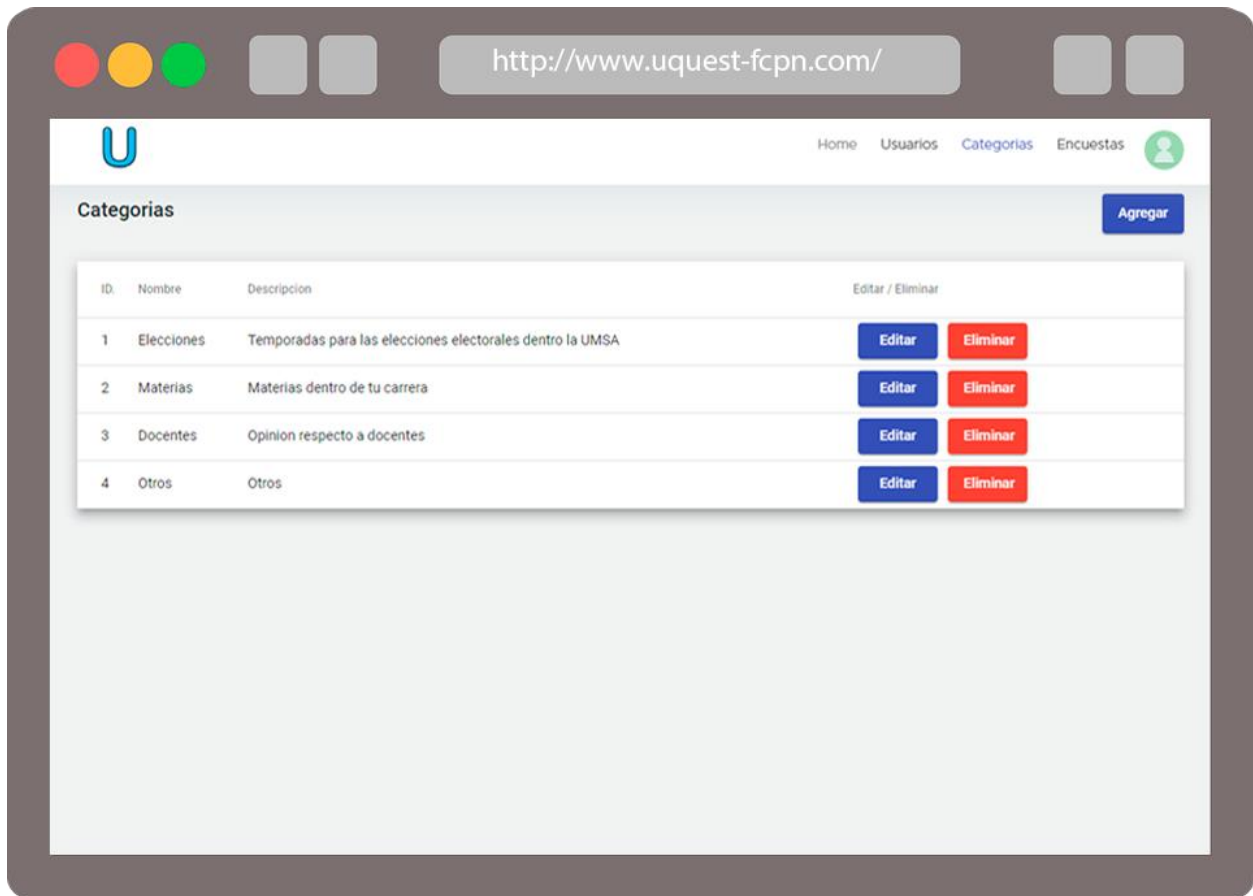 http://www.uquest-fcpn.com/
U
Home Usuarios Categorias Encuestas
Categorias
Agregar
ID. Nombre Descripcion Editar / Eliminar
1 Elecciones Temporadas para las elecciones electorales dentro la UMSA Editar Eliminar
2 Materias Materias dentro de tu carrera Editar Eliminar
3 Docentes Opinion respecto a docentes Editar Eliminar
4 Otros Otros Editar Eliminar